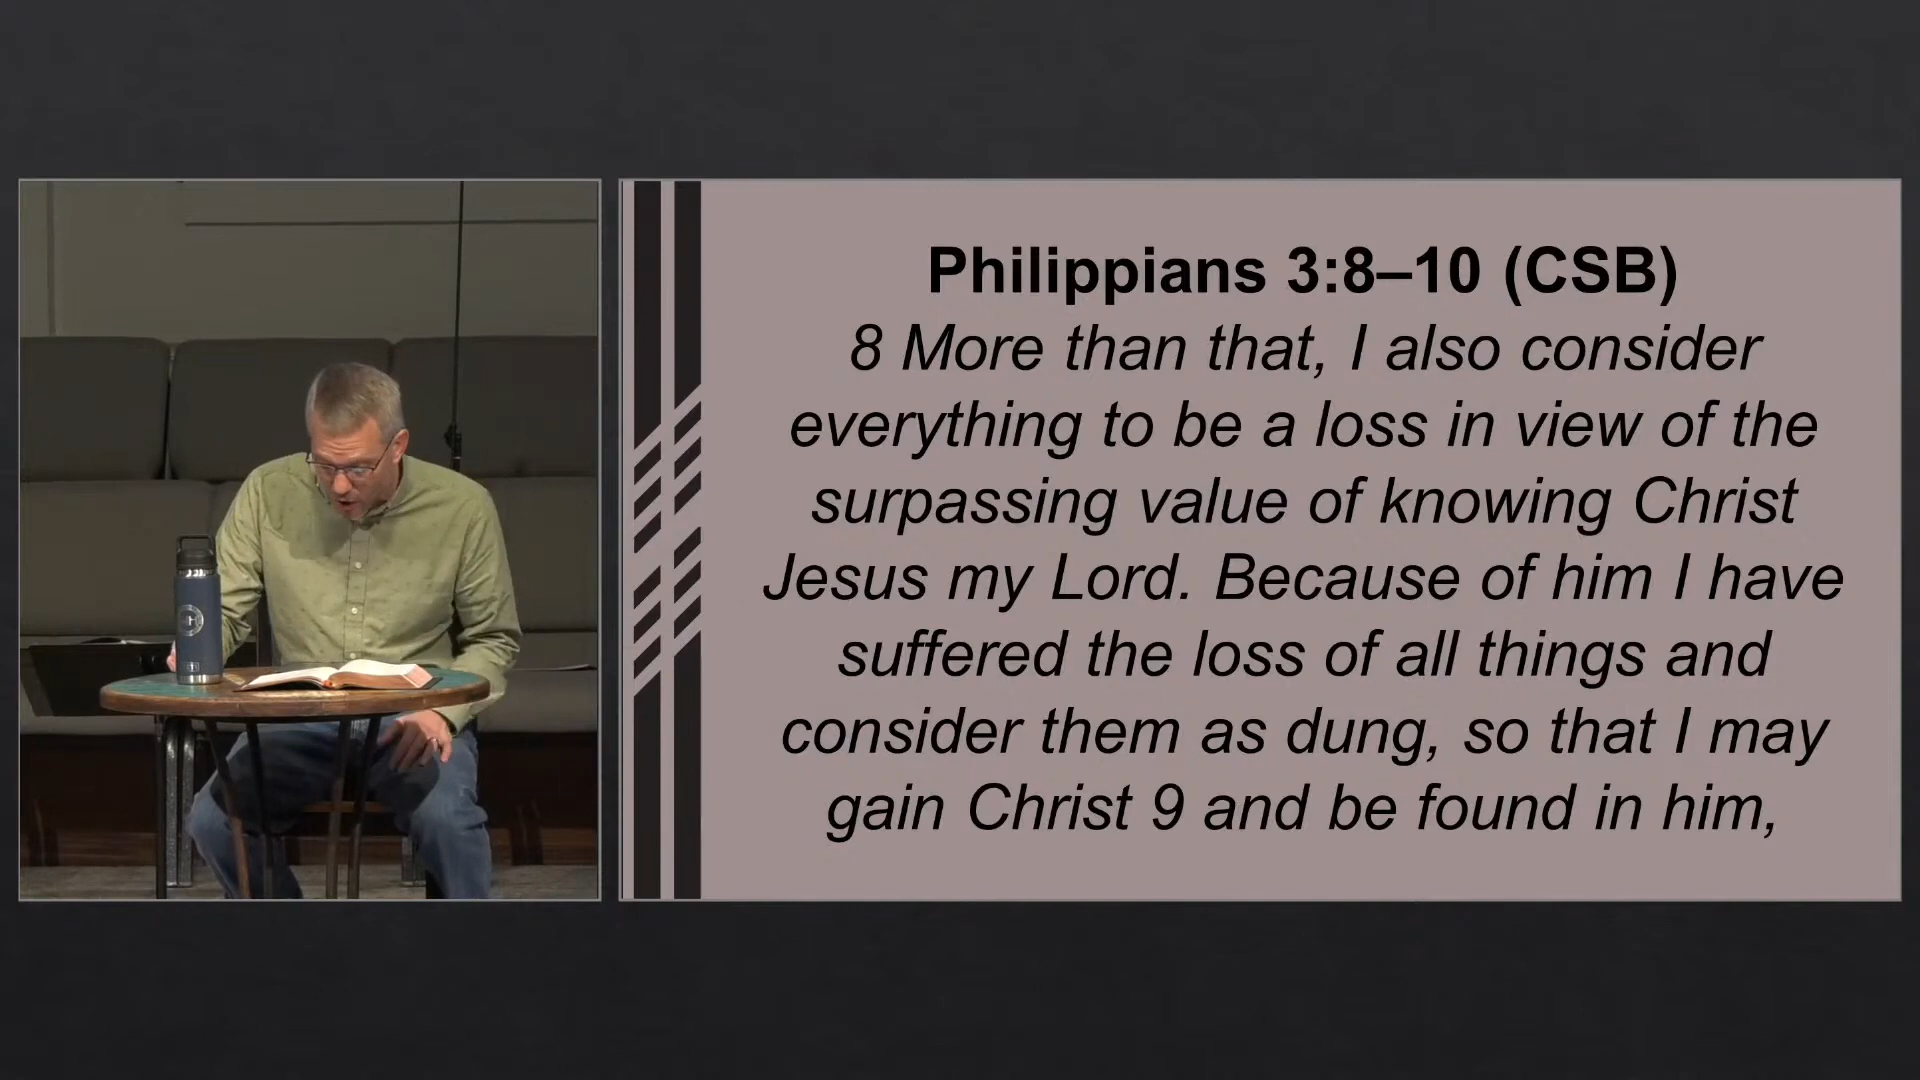 Philippians 3:8–10 (CSB)
8 More than that, I also consider
everything to be a loss in view of the
surpassing value of knowing Christ
Jesus my Lord. Because of him I have
suffered the loss of all things and
consider them as dung, so that I may
gain Christ 9 and be found in him,